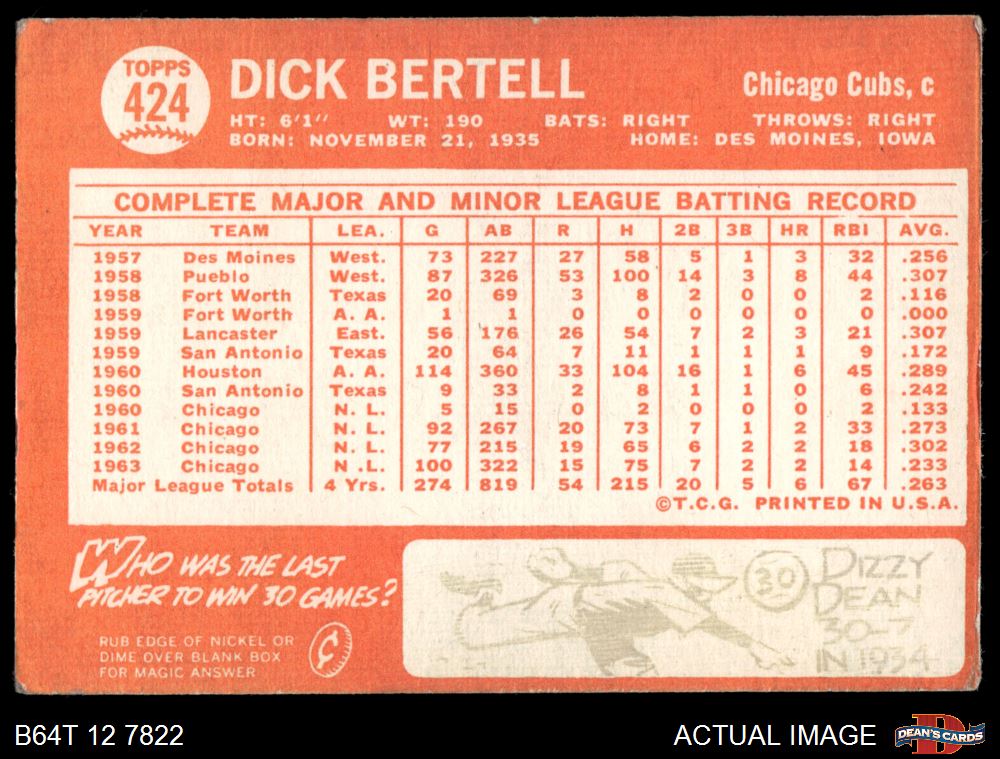 TOPPS
424
DICK BERTELL
Chicago Cubs, c
HT: 6'1" WT: 190 BATS: RIGHT THROWS: RIGHT
BORN: NOVEMBER 21, 1935 HOME: DES MOINES, IOWA
COMPLETE MAJOR AND MINOR LEAGUE BATTING RECORD
YEAR TEAM LEA. G AB R H 2B 3B HR RBI AVG.
1957 Des Moines West. 73 227 27 58 5 1 3 32 .256
1958 Pueblo West. 87 326 53 100 14 3 8 44 .307
1958 Fort Worth Texas 20 69 3 8 2 0 0 2 .116
1959 Fort Worth A. A. 1 1 0 0 0 0 0 0 .000
1959 Lancaster East. 56 176 26 54 7 2 3 21 .307
1959 San Antonio Texas 20 64 7 11 1 1 1 9 .172
1960 Houston A. A. 114 360 33 104 16 1 6 45 .289
1960 San Antonio Texas 9 33 2 8 1 1 0 6 .242
1960 Chicago N. L. 5 15 0 2 0 0 0 2 .133
1961 Chicago N. L. 92 267 20 73 7 1 2 33 .273
1962 Chicago N. L. 77 215 19 65 6 2 2 18 .302
1963 Chicago N .L. 100 322 15 75 7 2 2 14 .233
Major League Totals 4 Yrs. 274 819 54 215 20 5 6 67 .263
©T.C.G. PRINTED IN U.S.A.
WHO WAS THE LAST
PITCHER TO WIN 30 GAMES?
RUB EDGE OF NICKEL OR
DIME OVER BLANK BOX
FOR MAGIC ANSWER
¢
30
DIZZY
DEAN
30-7
IN 1934
B64T 12 7822
ACTUAL IMAGE
DEAN'S CARDS